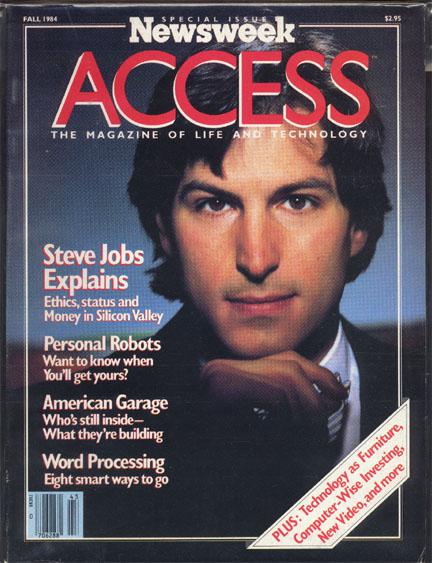 SPECIAL ISSUE
FALL 1984
Newsweek
$2.95
ACCESS
THE MAGAZINE OF LIFE AND TECHNOLOGY
Steve Jobs
Explains
Ethics, status and
Money in Silicon Valley
Personal Robots
Want to know when
You'll get yours?
American Garage
Who's still inside—
What they're building
Word Processing
Eight smart ways to go
PLUS: Technology as Furniture,
Computer-Wise Investing,
New Video, and more